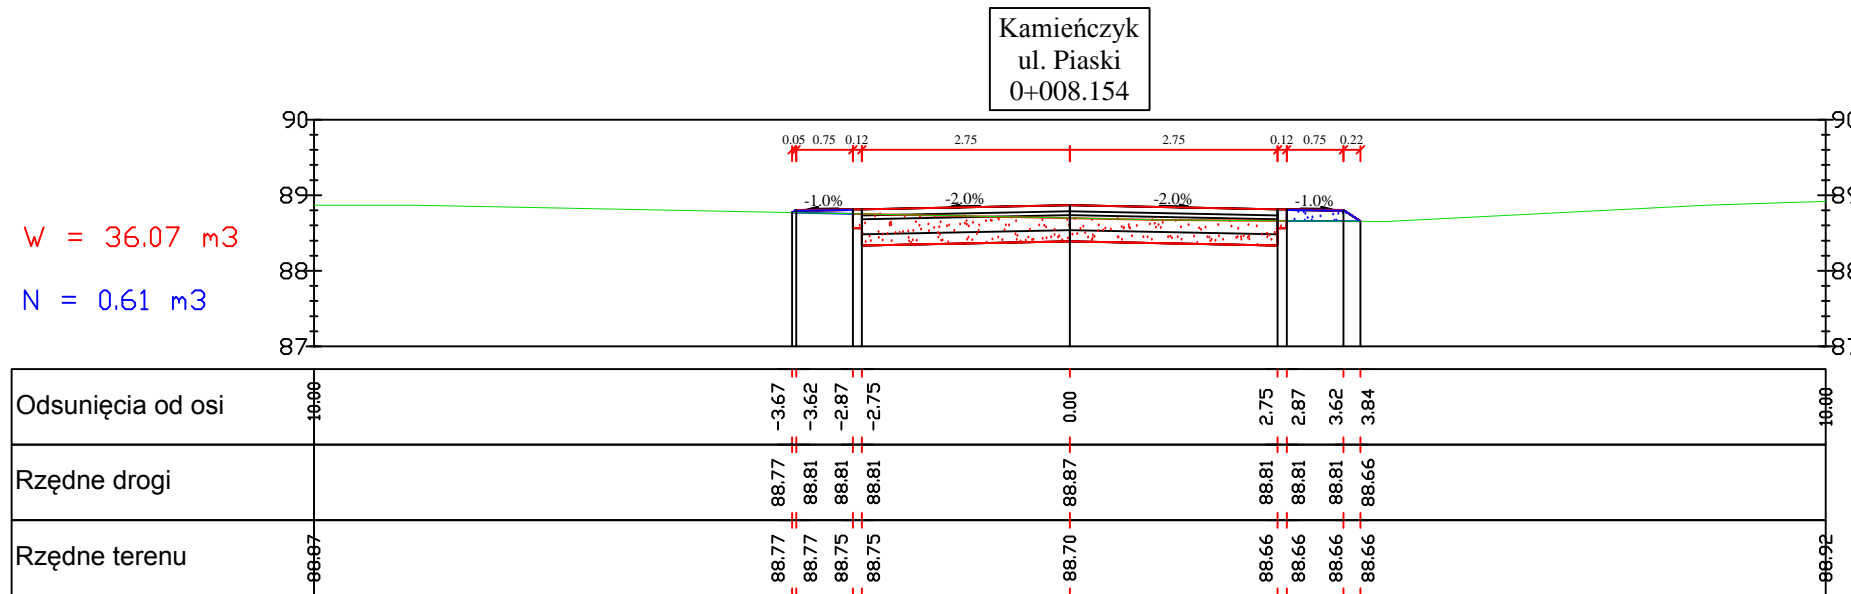 Kamieńczyk
ul. Piaski
0+008.154
90 90
0.05 0.75 0.12 2.75 2.75 0.12 0.75 0.22
89 89
-1.0% -2.0% -2.0% -1.0%
W = 36.07 m3
88 88
N = 0.61 m3
87 87
Odsunięcia od osi 10.00 -3.67 -3.62 -2.87 -2.75 0.00 2.75 2.87 3.62 3.84 10.00
Rzędne drogi 88.77 88.81 88.81 88.81 88.87 88.81 88.81 88.81 88.66
Rzędne terenu 88.87 88.77 88.77 88.75 88.75 88.70 88.66 88.66 88.66 88.66 88.92